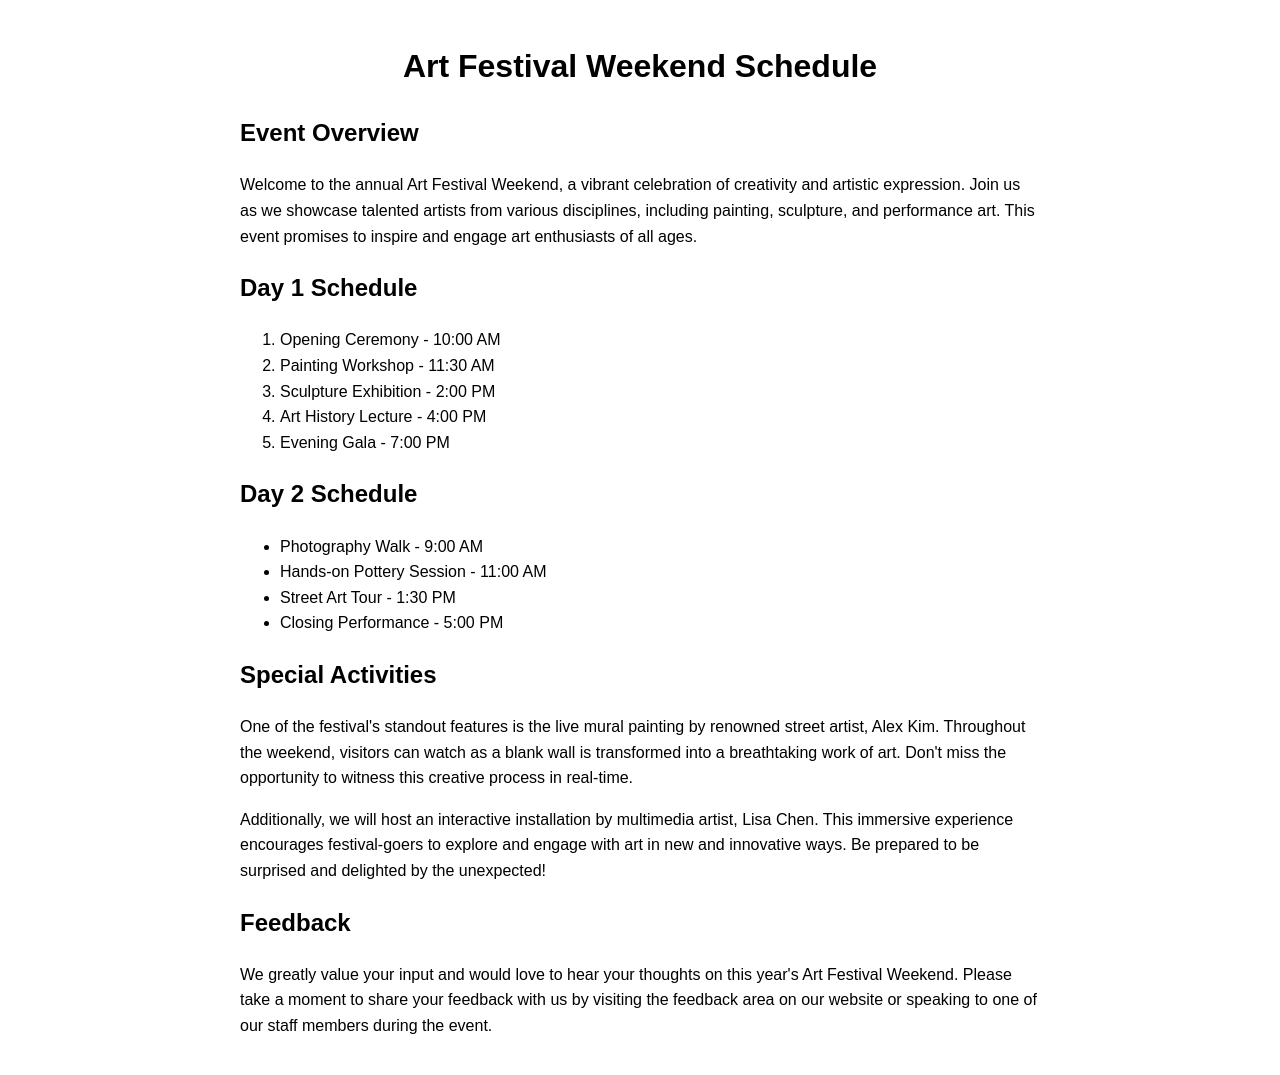 Art Festival Weekend Schedule
Event Overview
Welcome to the annual Art Festival Weekend, a vibrant celebration of creativity and artistic expression. Join us
as we showcase talented artists from various disciplines, including painting, sculpture, and performance art. This
event promises to inspire and engage art enthusiasts of all ages.
Day 1 Schedule
1. Opening Ceremony - 10:00 AM
2. Painting Workshop - 11:30 AM
3. Sculpture Exhibition - 2:00 PM
4. Art History Lecture - 4:00 PM
5. Evening Gala - 7:00 PM
Day 2 Schedule
• Photography Walk - 9:00 AM
• Hands-on Pottery Session - 11:00 AM
• Street Art Tour - 1:30 PM
• Closing Performance - 5:00 PM
Special Activities
One of the festival's standout features is the live mural painting by renowned street artist, Alex Kim. Throughout
the weekend, visitors can watch as a blank wall is transformed into a breathtaking work of art. Don't miss the
opportunity to witness this creative process in real-time.
Additionally, we will host an interactive installation by multimedia artist, Lisa Chen. This immersive experience
encourages festival-goers to explore and engage with art in new and innovative ways. Be prepared to be
surprised and delighted by the unexpected!
Feedback
We greatly value your input and would love to hear your thoughts on this year's Art Festival Weekend. Please
take a moment to share your feedback with us by visiting the feedback area on our website or speaking to one of
our staff members during the event.